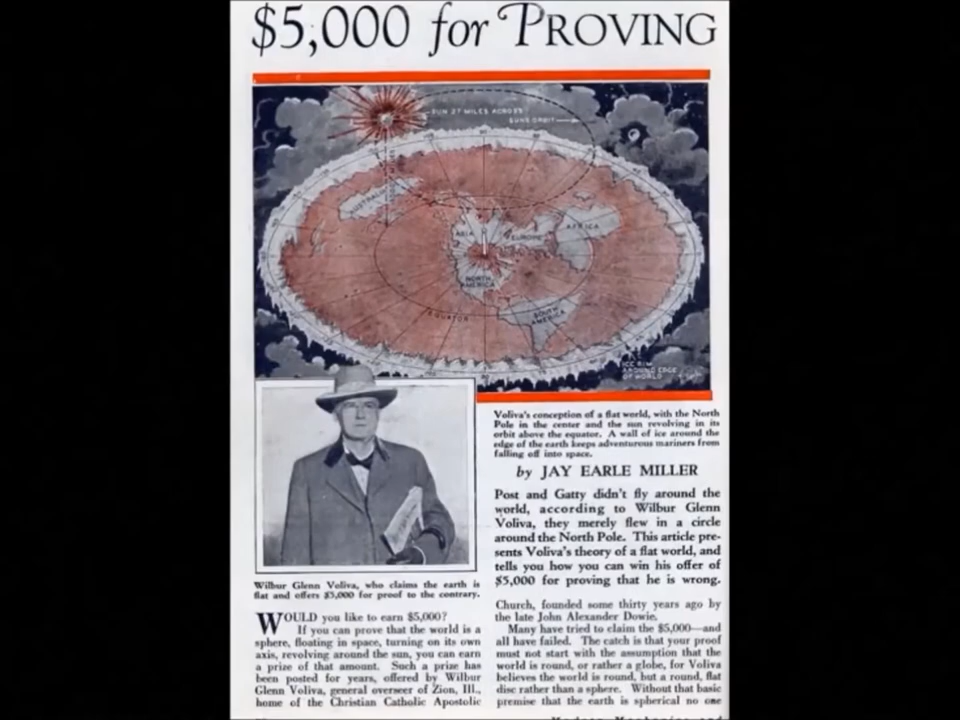 $5,000 for PROVING
SUN 27 MILES ACROSS
SUN'S ORBIT
AUSTRALIA
ASIA
EUROPE
AFRICA
NORTH
AMERICA
EQUATOR
SOUTH
AMERICA
ICE RIM
AROUND EDGE
OF WORLD
Voliva's conception of a flat world, with the North
Pole in the center and the sun revolving in its
orbit above the equator. A wall of ice around the
edge of the earth keeps adventurous mariners from
falling off into space.
by JAY EARLE MILLER
Post and Gatty didn't fly around the
world, according to Wilbur Glenn
Voliva, they merely flew in a circle
around the North Pole. This article pre-
sents Voliva's theory of a flat world, and
tells you how you can win his offer of
$5,000 for proving that he is wrong.
Wilbur Glenn Voliva, who claims the earth is
flat and offers $5,000 for proof to the contrary.
WOULD you like to earn $5,000?
If you can prove that the world is a
sphere, floating in space, turning on its own
axis, revolving around the sun, you can earn
a prize of that amount. Such a prize has
been posted for years, offered by Wilbur
Glenn Voliva, general overseer of Zion, Ill.,
home of the Christian Catholic Apostolic
Church, founded some thirty years ago by
the late John Alexander Dowie.
Many have tried to claim the $5,000—and
all have failed. The catch is that your proof
must not start with the assumption that the
world is round, or rather a globe, for Voliva
believes the world is round, but a round, flat
disc rather than a sphere. Without that basic
premise that the earth is spherical no one